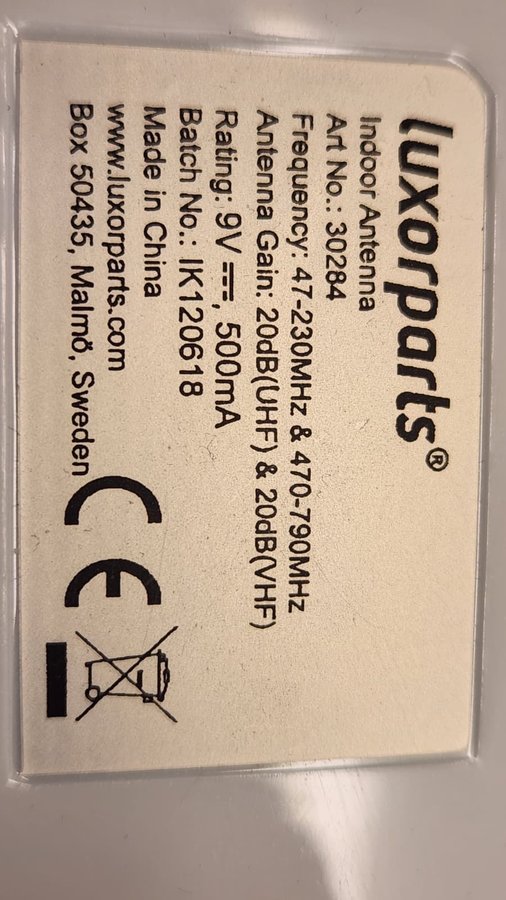 luxorparts®
Indoor Antenna
Art No.: 30284
Frequency: 47-230MHz & 470-790MHz
Antenna Gain: 20dB(UHF) & 20dB(VHF)
Rating: 9V⎓, 500mA
Batch No.: IK120618
Made in China
www.luxorparts.com
Box 50435, Malmö, Sweden
CE